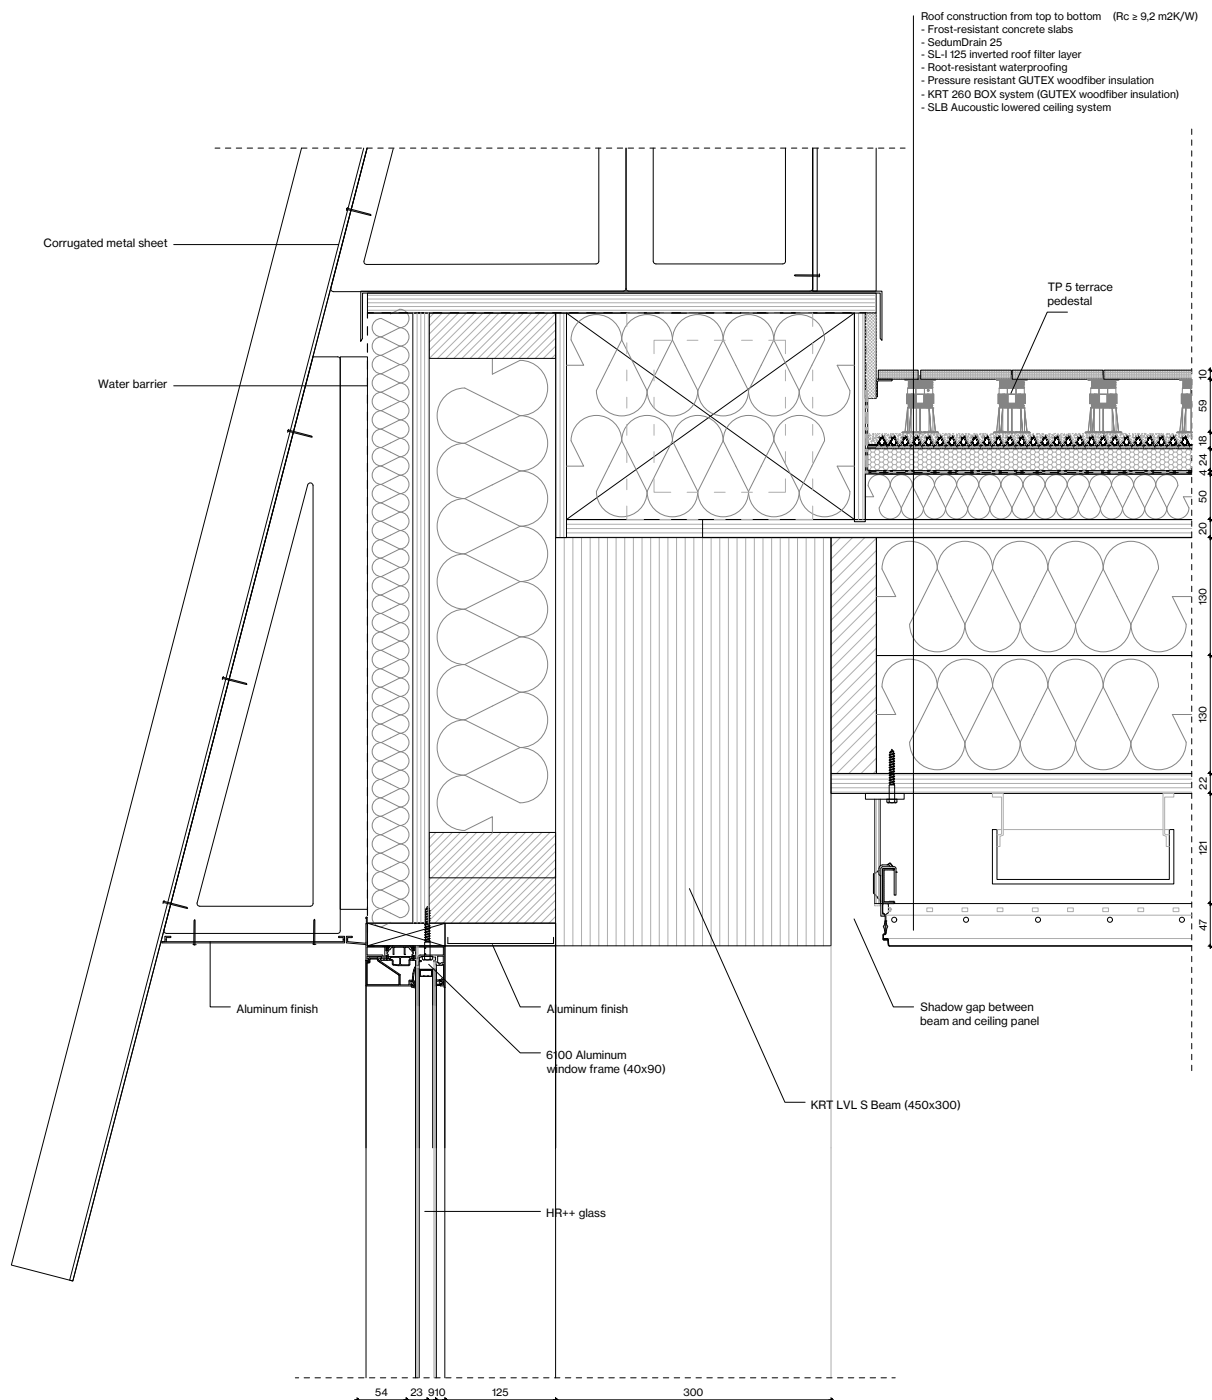 Roof construction from top to bottom (Rc ≥ 9,2 m2K/W)
- Frost-resistant concrete slabs
- SedumDrain 25
- SL-I 125 inverted roof filter layer
- Root-resistant waterproofing
- Pressure resistant GUTEX woodfiber insulation
- KRT 260 BOX system (GUTEX woodfiber insulation)
- SLB Aucoustic lowered ceiling system
Corrugated metal sheet
TP 5 terrace
pedestal
Water barrier
10
59
18
24
4
50
20
130
130
22
121
47
Aluminum finish
Aluminum finish
Shadow gap between
beam and ceiling panel
6100 Aluminum
window frame (40x90)
KRT LVL S Beam (450x300)
HR++ glass
54 23 910 125 300